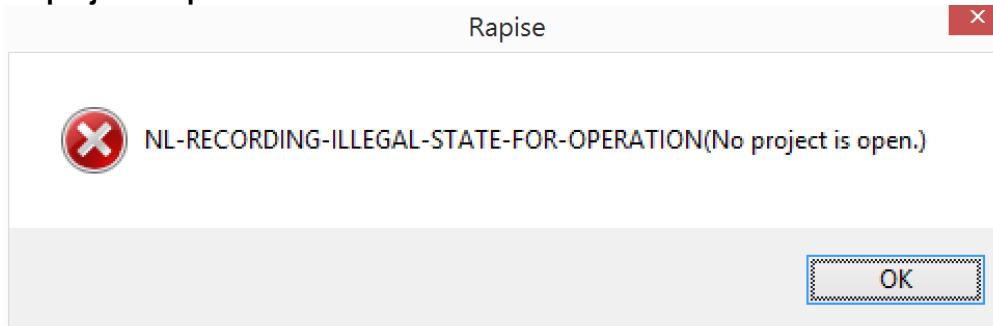 Rapise
NL-RECORDING-ILLEGAL-STATE-FOR-OPERATION(No project is open.)
OK